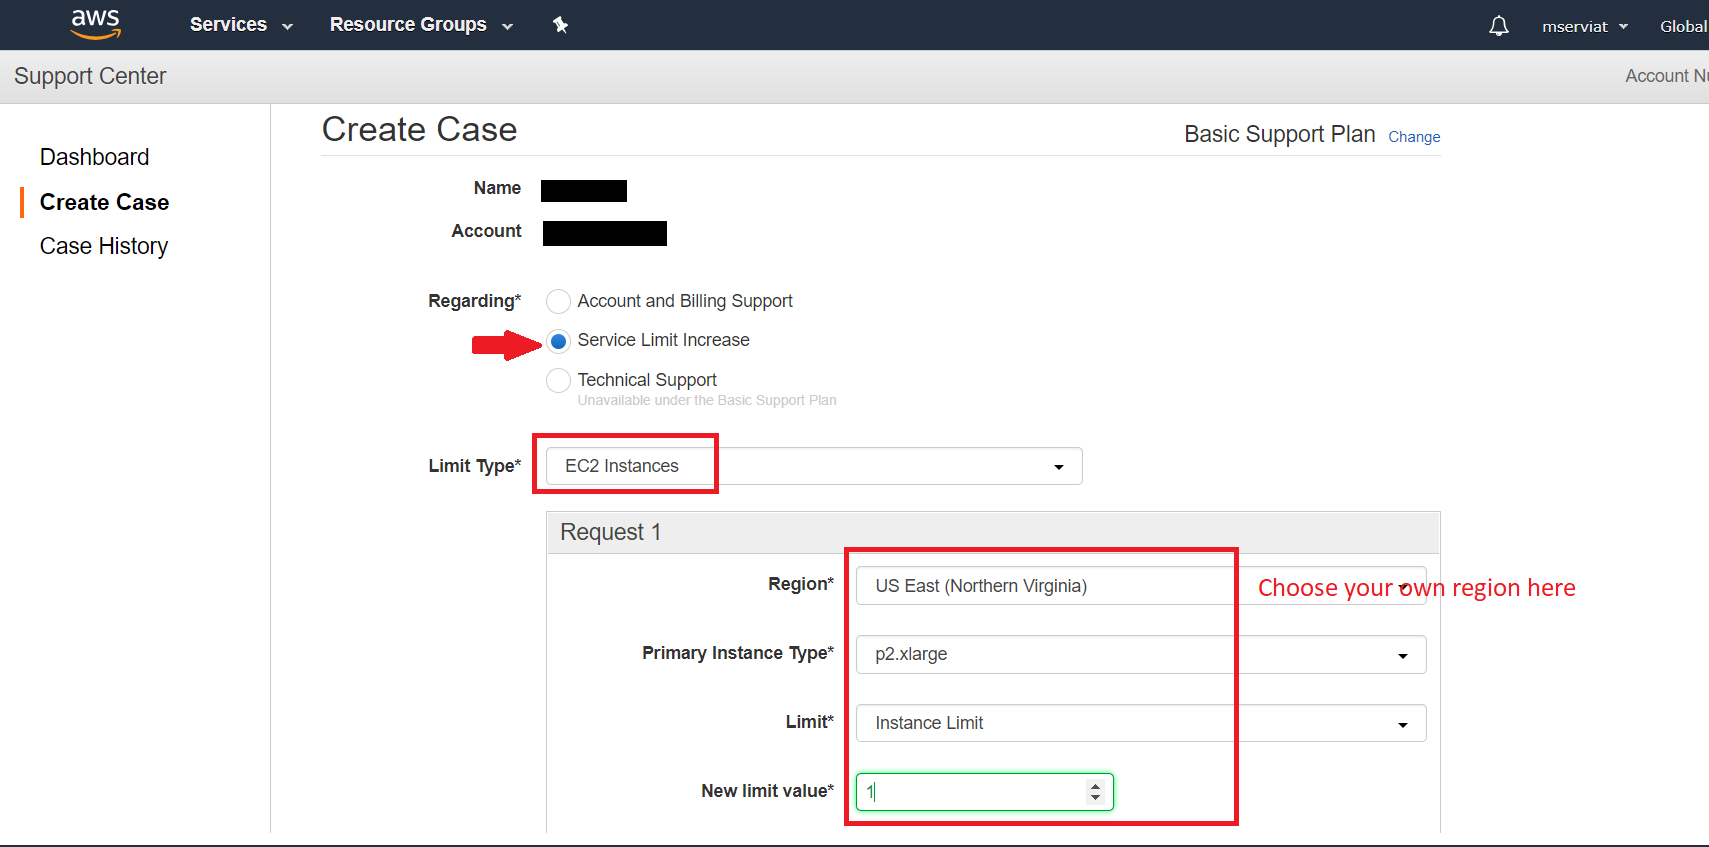 aws Services Resource Groups mserviat Global
Support Center Account Nu
Dashboard
Create Case
Case History
Create Case
Basic Support Plan Change
Name
Account
Regarding* Account and Billing Support
Service Limit Increase
Technical Support
Unavailable under the Basic Support Plan
Limit Type* EC2 Instances
Request 1
Region* US East (Northern Virginia) Choose your own region here
Primary Instance Type* p2.xlarge
Limit* Instance Limit
New limit value* 1